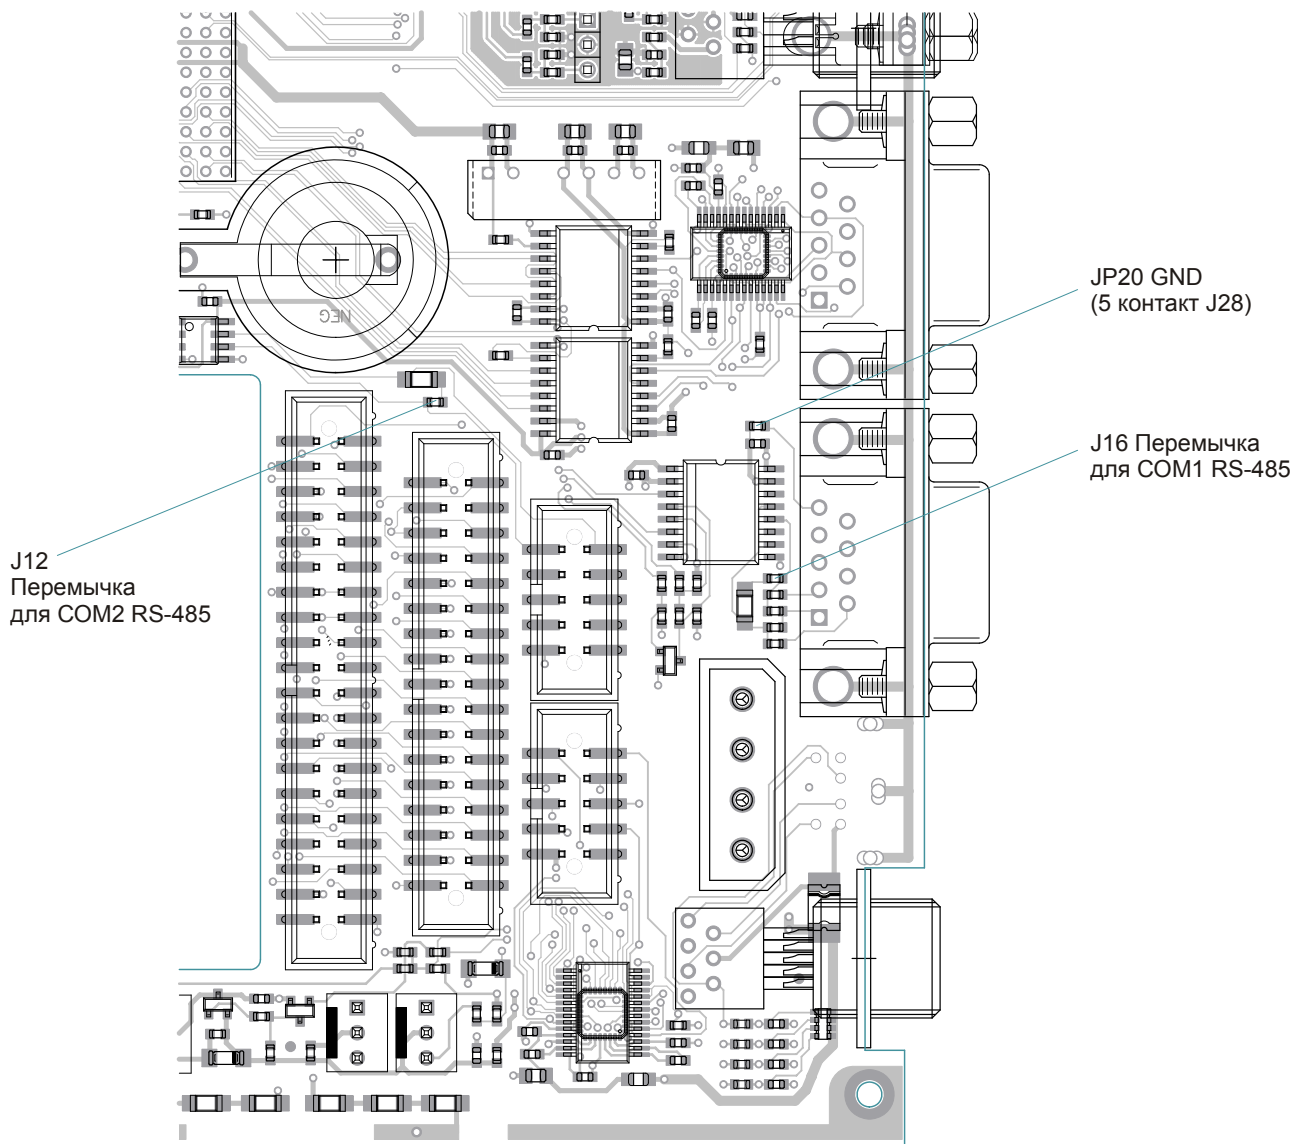 JP20 GND
(5 контакт J28)
J16 Перемычка
для COM1 RS-485
J12
Перемычка
для COM2 RS-485
NEG